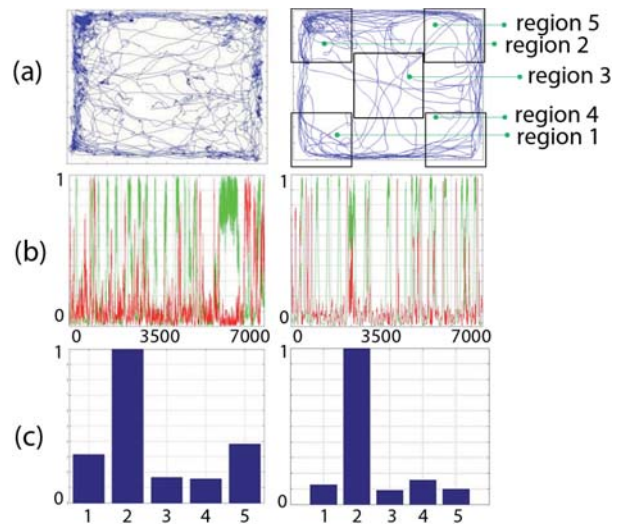 (a)
region 5
region 2
region 3
region 4
region 1
(b)
1
0
0 3500 7000
1
0
0 3500 7000
(c)
1
0
1 2 3 4 5
1
0
1 2 3 4 5